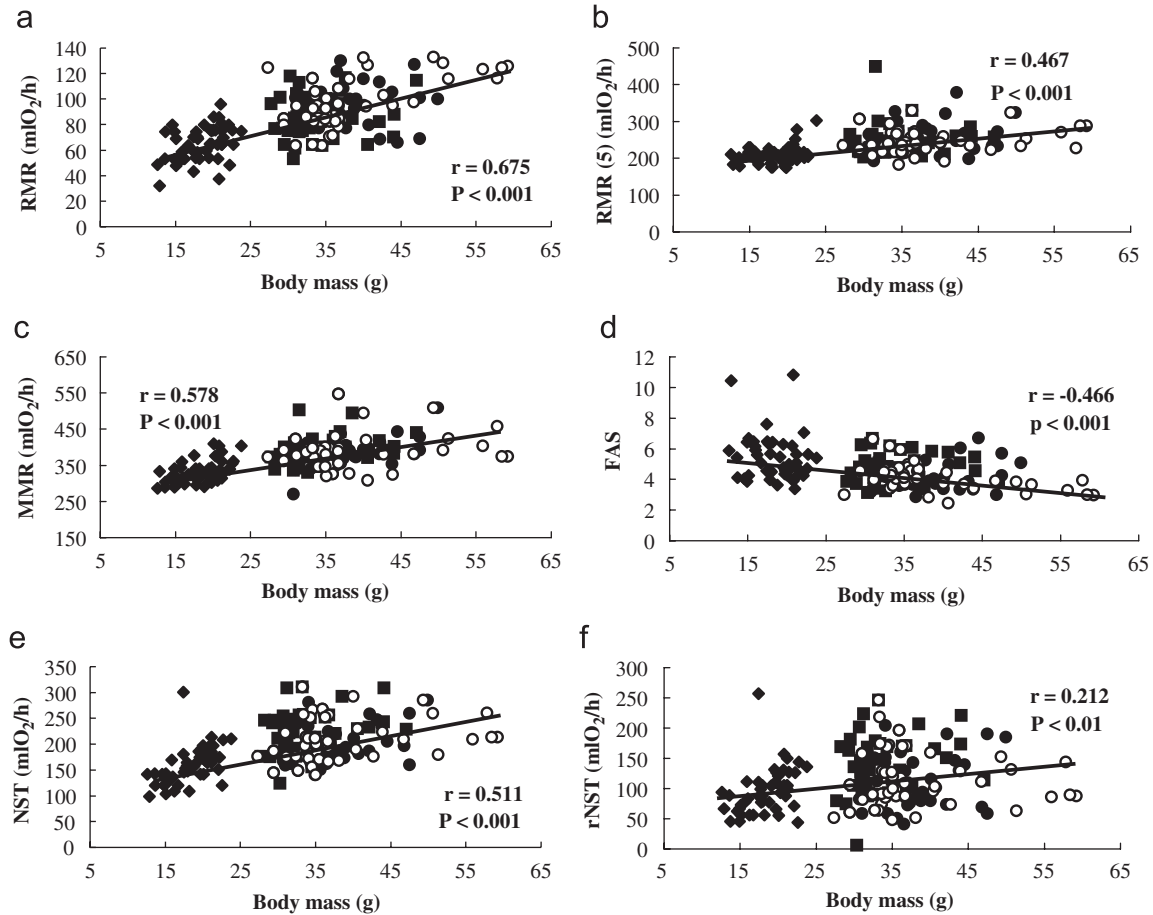 a
RMR (mlO₂/h)
140
120
100
80
60
40
20
0
5 15 25 35 45 55 65
Body mass (g)
r = 0.675
P < 0.001
b
RMR (5) (mlO₂/h)
500
400
300
200
100
0
5 15 25 35 45 55 65
Body mass (g)
r = 0.467
P < 0.001
c
MMR (mlO₂/h)
650
550
450
350
250
150
5 15 25 35 45 55 65
Body mass (g)
r = 0.578
P < 0.001
d
FAS
12
10
8
6
4
2
0
5 15 25 35 45 55 65
Body mass (g)
r = -0.466
p < 0.001
e
NST (mlO₂/h)
350
300
250
200
150
100
50
0
5 15 25 35 45 55 65
Body mass (g)
r = 0.511
P < 0.001
f
rNST (mlO₂/h)
300
250
200
150
100
50
0
5 15 25 35 45 55 65
Body mass (g)
r = 0.212
P < 0.01